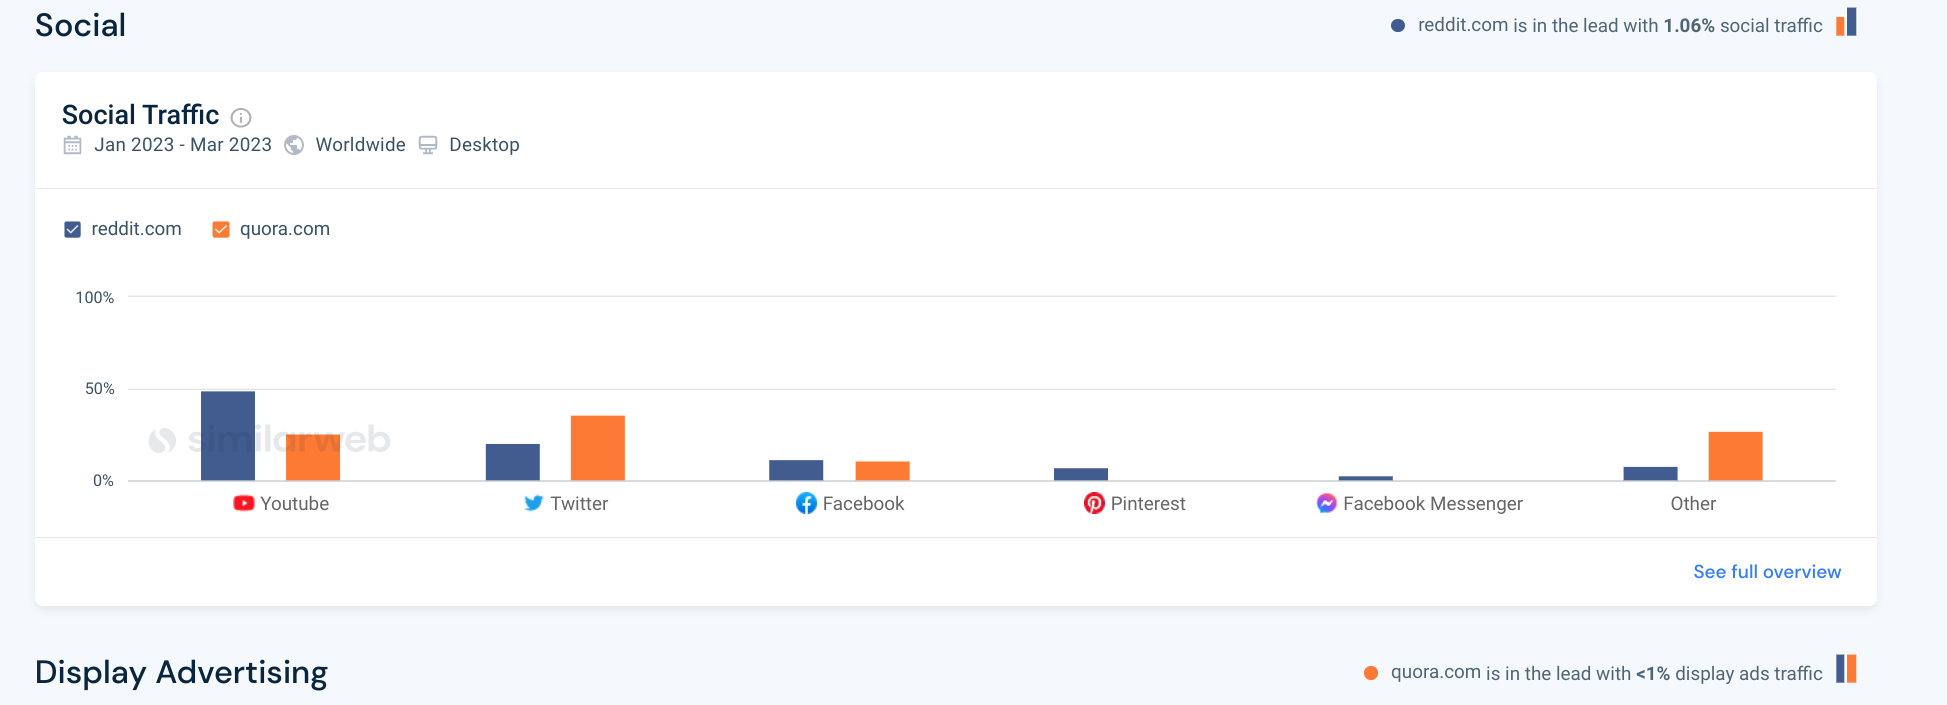 Social
reddit.com is in the lead with 1.06% social traffic
Social Traffic
Jan 2023 - Mar 2023 Worldwide Desktop
reddit.com quora.com
100%
50%
similarweb
0%
Youtube Twitter Facebook Pinterest Facebook Messenger Other
See full overview
Display Advertising
quora.com is in the lead with <1% display ads traffic